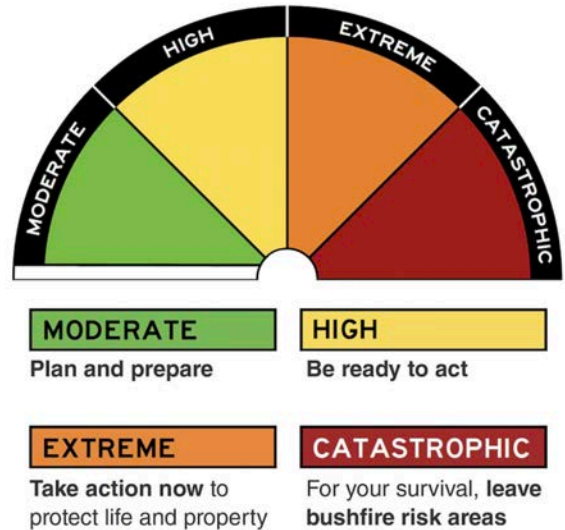 MODERATE
HIGH
EXTREME
CATASTROPHIC
MODERATE
Plan and prepare
HIGH
Be ready to act
EXTREME
Take action now to
protect life and property
CATASTROPHIC
For your survival, leave
bushfire risk areas